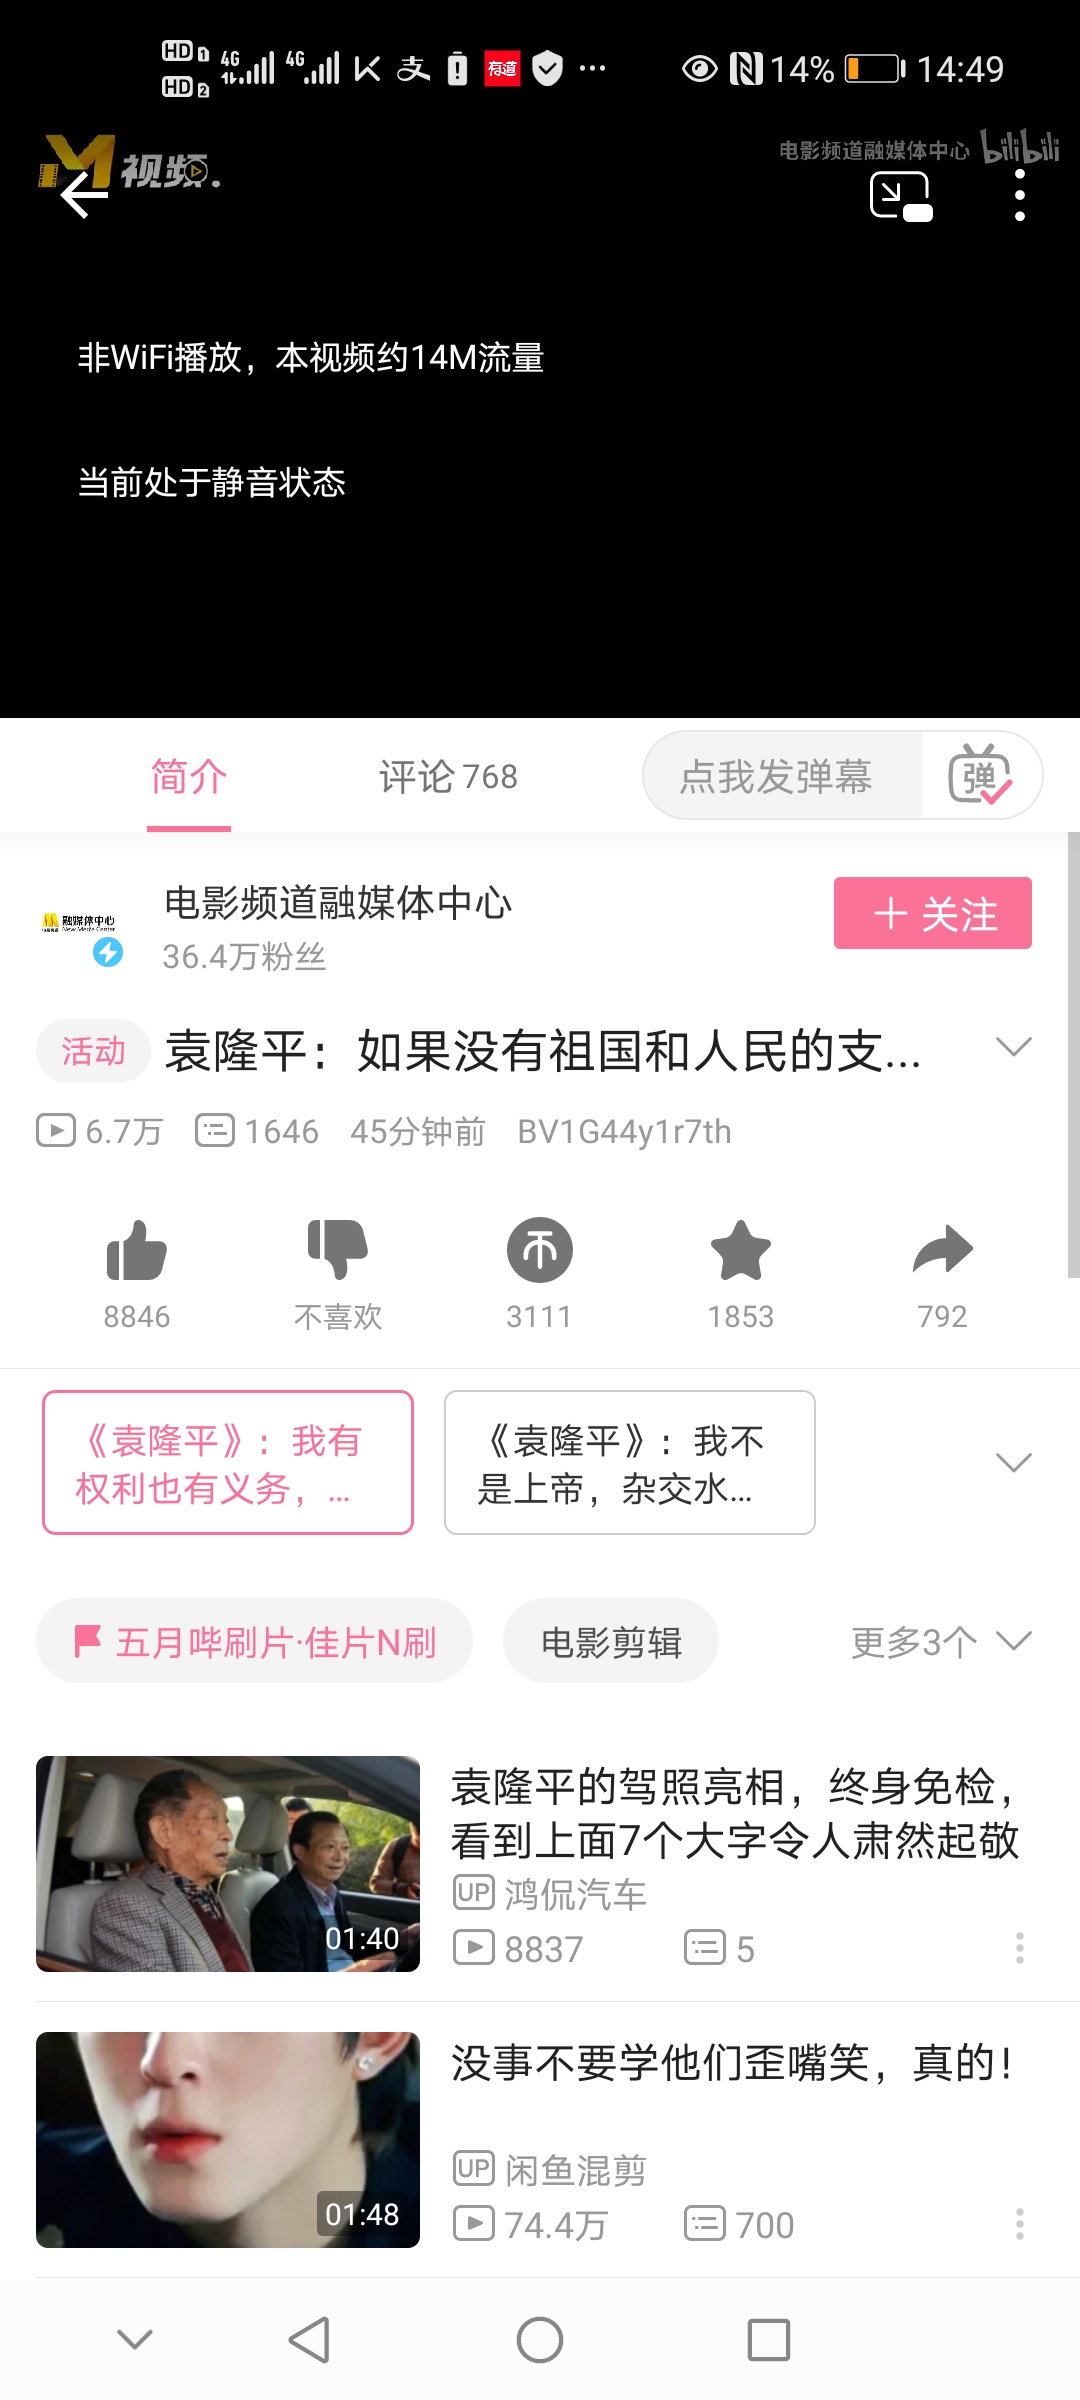 HD 1 4G 4G 有道 14% 14:49
HD 2
M视频. 电影频道融媒体中心 bilibili
非WiFi播放，本视频约14M流量
当前处于静音状态
简介 评论 768 点我发弹幕 弹
电影频道融媒体中心
融媒体中心
New Media Center
36.4万粉丝
关注
活动 袁隆平：如果没有祖国和人民的支...
6.7万 1646 45分钟前 BV1G44y1r7th
8846 不喜欢 3111 1853 792
《袁隆平》：我有
权利也有义务，...
《袁隆平》：我不
是上帝，杂交水...
五月哔刷片·佳片N刷 电影剪辑 更多3个
袁隆平的驾照亮相，终身免检，
看到上面7个大字令人肃然起敬
UP 鸿侃汽车
01:40
8837 5
没事不要学他们歪嘴笑，真的！
UP 闲鱼混剪
01:48
74.4万 700